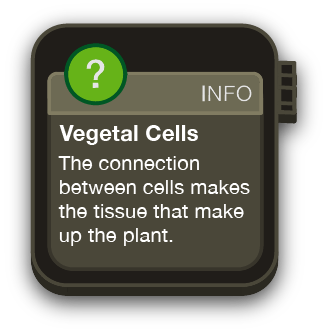 ?
INFO
Vegetal Cells
The connection
between cells makes
the tissue that make
up the plant.